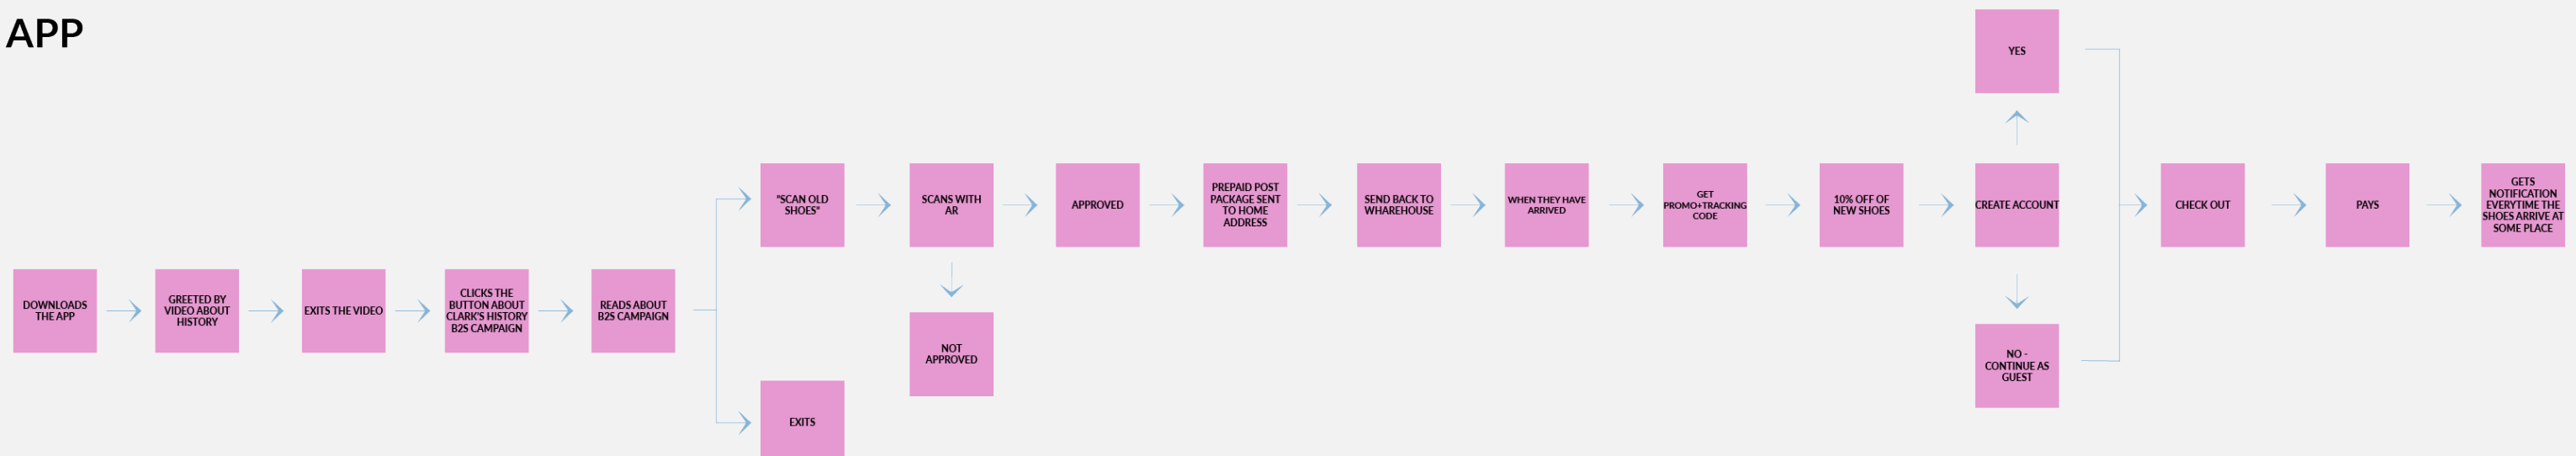 APP
DOWNLOADS
THE APP
GREETED BY
VIDEO ABOUT
HISTORY
EXITS THE VIDEO
CLICKS THE
BUTTON ABOUT
CLARK'S HISTORY
B2S CAMPAIGN
READS ABOUT
B2S CAMPAIGN
"SCAN OLD
SHOES"
EXITS
SCANS WITH
AR
NOT
APPROVED
APPROVED
PREPAID POST
PACKAGE SENT
TO HOME
ADDRESS
SEND BACK TO
WHAREHOUSE
WHEN THEY HAVE
ARRIVED
GET
PROMO+TRACKING
CODE
10% OFF OF
NEW SHOES
CREATE ACCOUNT
YES
NO -
CONTINUE AS
GUEST
CHECK OUT
PAYS
GETS
NOTIFICATION
EVERYTIME THE
SHOES ARRIVE AT
SOME PLACE